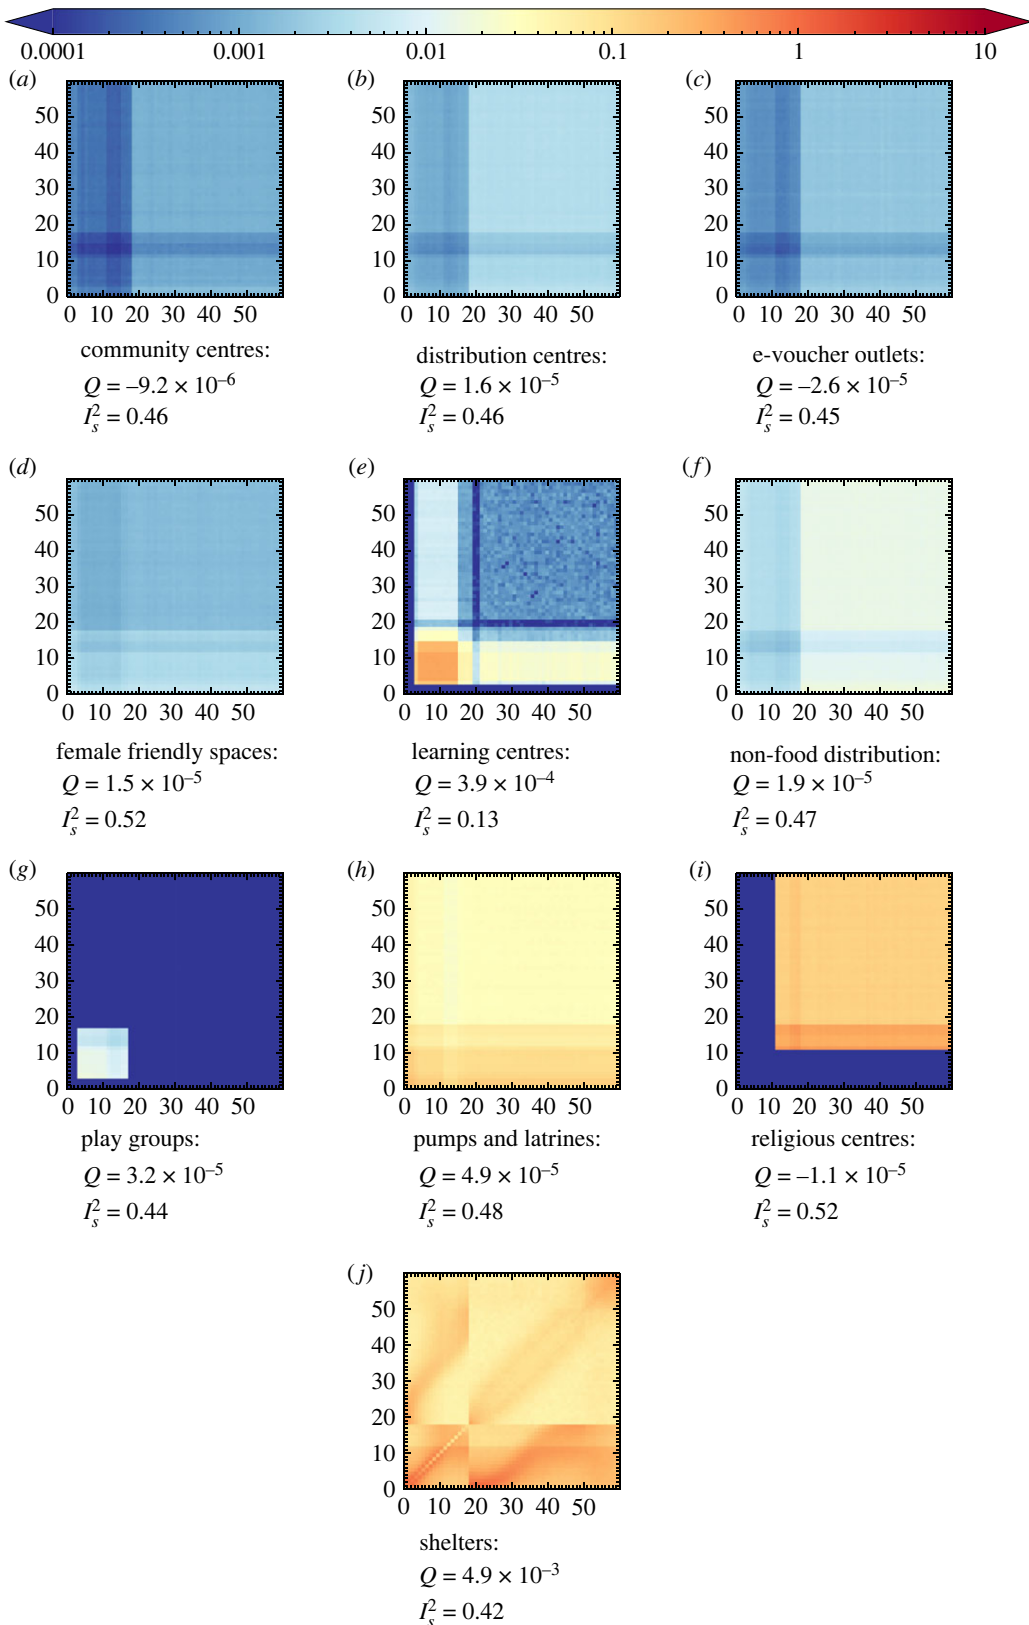 0.0001 0.001 0.01 0.1 1 10
(a) (b) (c)
50 50 50
40 40 40
30 30 30
20 20 20
10 10 10
0 0 0
0 10 20 30 40 50 0 10 20 30 40 50 0 10 20 30 40 50
community centres: distribution centres: e-voucher outlets:
Q = –9.2 × 10⁻⁶ Q = 1.6 × 10⁻⁵ Q = –2.6 × 10⁻⁵
I²ₛ = 0.46 I²ₛ = 0.46 I²ₛ = 0.45
(d) (e) (f)
50 50 50
40 40 40
30 30 30
20 20 20
10 10 10
0 0 0
0 10 20 30 40 50 0 10 20 30 40 50 0 10 20 30 40 50
female friendly spaces: learning centres: non-food distribution:
Q = 1.5 × 10⁻⁵ Q = 3.9 × 10⁻⁴ Q = 1.9 × 10⁻⁵
I²ₛ = 0.52 I²ₛ = 0.13 I²ₛ = 0.47
(g) (h) (i)
50 50 50
40 40 40
30 30 30
20 20 20
10 10 10
0 0 0
0 10 20 30 40 50 0 10 20 30 40 50 0 10 20 30 40 50
play groups: pumps and latrines: religious centres:
Q = 3.2 × 10⁻⁵ Q = 4.9 × 10⁻⁵ Q = –1.1 × 10⁻⁵
I²ₛ = 0.44 I²ₛ = 0.48 I²ₛ = 0.52
(j)
50
40
30
20
10
0
0 10 20 30 40 50
shelters:
Q = 4.9 × 10⁻³
I²ₛ = 0.42